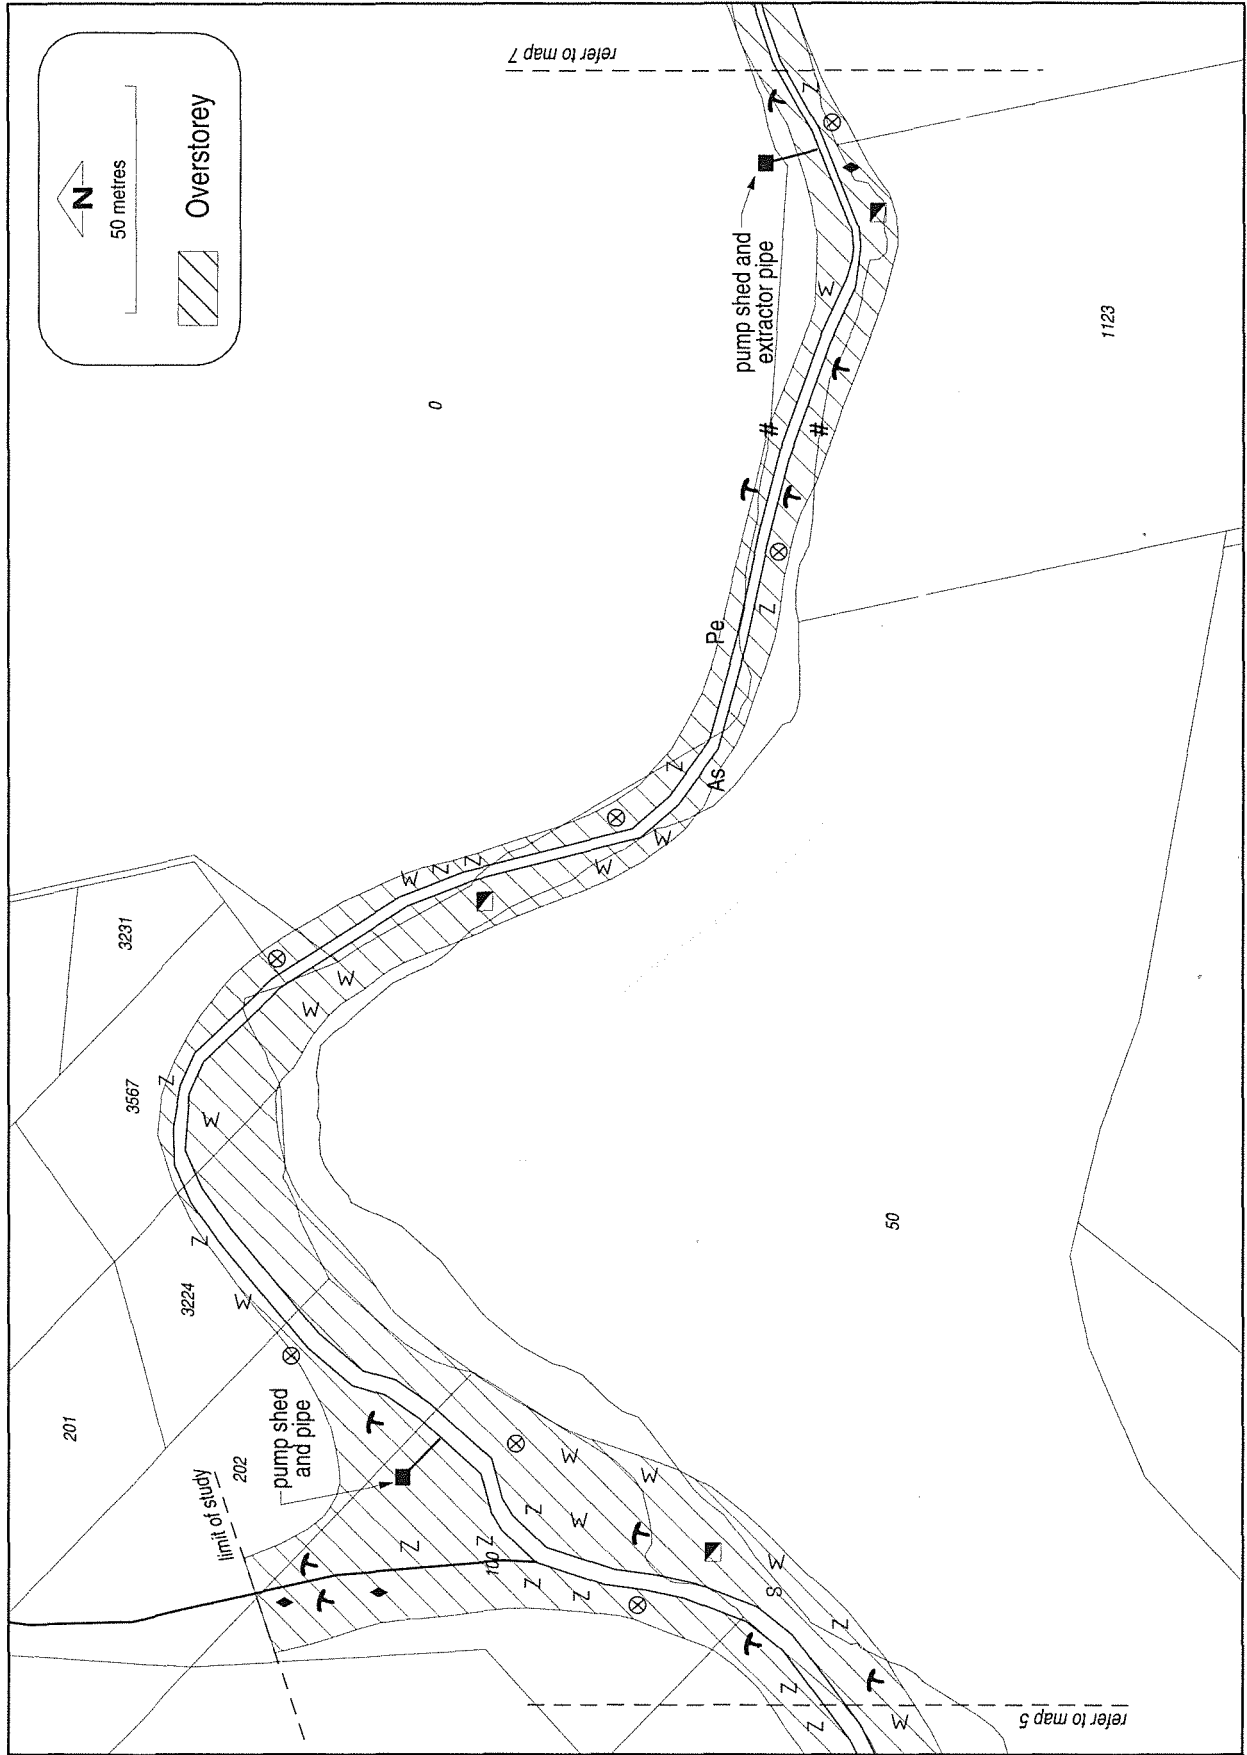 N
50 metres
Overstorey
refer to map 7
pump shed and
extractor pipe
0
1123
#
#
Pe
As
Z
Z
Z
Z
Z
W
W
W
W
W
W
W
3231
3567
Z
Z
W
3224
50
201
202
limit of study
pump shed
and pipe
100
Z
Z
Z
Z
Z
W
W
W
W
S
Z
Z
Z
W
refer to map 5